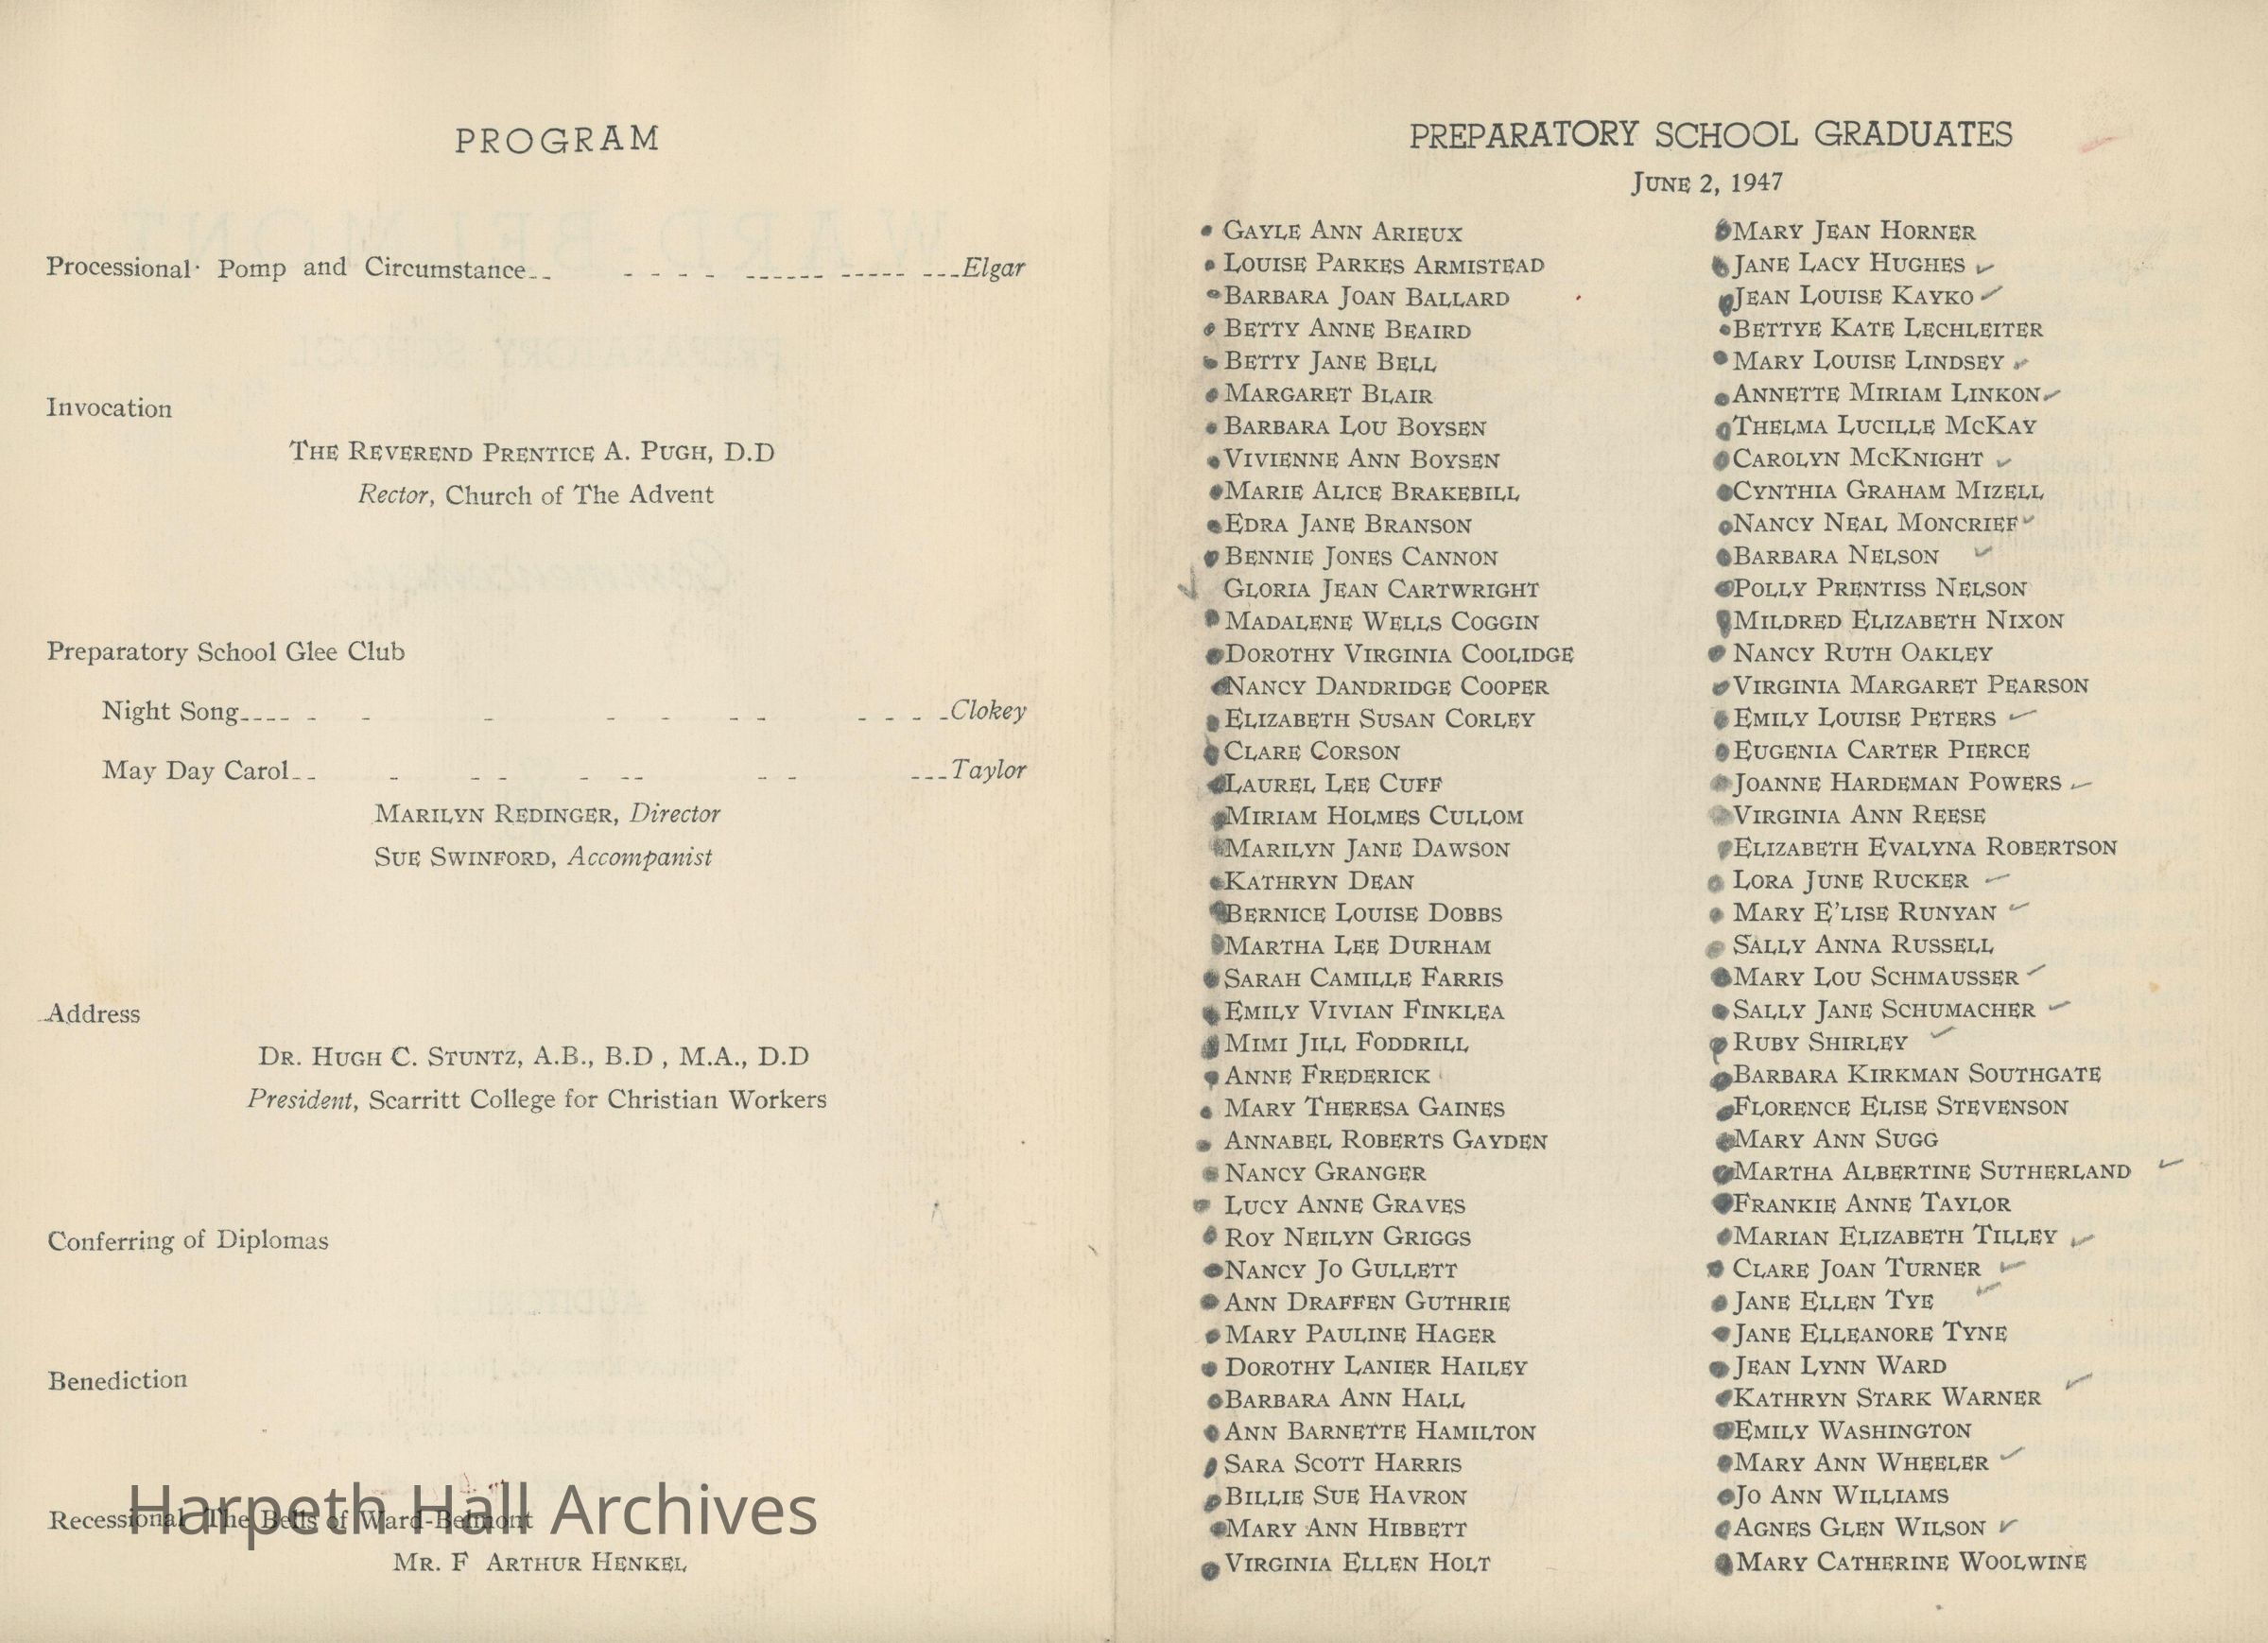 PROGRAM
Processional· Pomp and Circumstance Elgar
Invocation
THE REVEREND PRENTICE A. PUGH, D.D
Rector, Church of The Advent
Preparatory School Glee Club
Night Song Clokey
May Day Carol Taylor
MARILYN REDINGER, Director
SUE SWINFORD, Accompanist
Address
DR. HUGH C. STUNTZ, A.B., B.D , M.A., D.D
President, Scarritt College for Christian Workers
Conferring of Diplomas
Benediction
Recessional The Bells of Ward-Belmont
Harpeth Hall Archives
MR. F ARTHUR HENKEL
PREPARATORY SCHOOL GRADUATES
JUNE 2, 1947
GAYLE ANN ARIEUX
LOUISE PARKES ARMISTEAD
BARBARA JOAN BALLARD
BETTY ANNE BEAIRD
BETTY JANE BELL
MARGARET BLAIR
BARBARA LOU BOYSEN
VIVIENNE ANN BOYSEN
MARIE ALICE BRAKEBILL
EDRA JANE BRANSON
BENNIE JONES CANNON
GLORIA JEAN CARTWRIGHT
MADALENE WELLS COGGIN
DOROTHY VIRGINIA COOLIDGE
NANCY DANDRIDGE COOPER
ELIZABETH SUSAN CORLEY
CLARE CORSON
LAUREL LEE CUFF
MIRIAM HOLMES CULLOM
MARILYN JANE DAWSON
KATHRYN DEAN
BERNICE LOUISE DOBBS
MARTHA LEE DURHAM
SARAH CAMILLE FARRIS
EMILY VIVIAN FINKLEA
MIMI JILL FODDRILL
ANNE FREDERICK
MARY THERESA GAINES
ANNABEL ROBERTS GAYDEN
NANCY GRANGER
LUCY ANNE GRAVES
ROY NEILYN GRIGGS
NANCY JO GULLETT
ANN DRAFFEN GUTHRIE
MARY PAULINE HAGER
DOROTHY LANIER HAILEY
BARBARA ANN HALL
ANN BARNETTE HAMILTON
SARA SCOTT HARRIS
BILLIE SUE HAVRON
MARY ANN HIBBETT
VIRGINIA ELLEN HOLT
MARY JEAN HORNER
JANE LACY HUGHES
JEAN LOUISE KAYKO
BETTYE KATE LECHLEITER
MARY LOUISE LINDSEY
ANNETTE MIRIAM LINKON
THELMA LUCILLE MCKAY
CAROLYN MCKNIGHT
CYNTHIA GRAHAM MIZELL
NANCY NEAL MONCRIEF
BARBARA NELSON
POLLY PRENTISS NELSON
MILDRED ELIZABETH NIXON
NANCY RUTH OAKLEY
VIRGINIA MARGARET PEARSON
EMILY LOUISE PETERS
EUGENIA CARTER PIERCE
JOANNE HARDEMAN POWERS
VIRGINIA ANN REESE
ELIZABETH EVALYNA ROBERTSON
LORA JUNE RUCKER
MARY E'LISE RUNYAN
SALLY ANNA RUSSELL
MARY LOU SCHMAUSSER
SALLY JANE SCHUMACHER
RUBY SHIRLEY
BARBARA KIRKMAN SOUTHGATE
FLORENCE ELISE STEVENSON
MARY ANN SUGG
MARTHA ALBERTINE SUTHERLAND
FRANKIE ANNE TAYLOR
MARIAN ELIZABETH TILLEY
CLARE JOAN TURNER
JANE ELLEN TYE
JANE ELLEANORE TYNE
JEAN LYNN WARD
KATHRYN STARK WARNER
EMILY WASHINGTON
MARY ANN WHEELER
JO ANN WILLIAMS
AGNES GLEN WILSON
MARY CATHERINE WOOLWINE